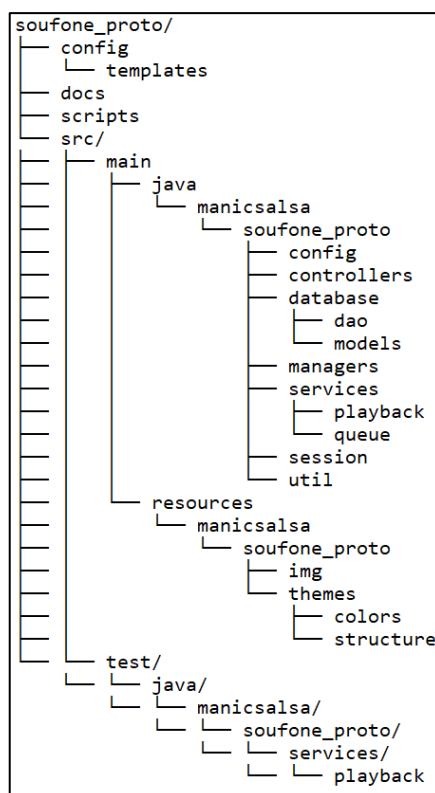 soufone_proto/
├── config
│   └── templates
├── docs
├── scripts
└── src/
├── ├── main
├── │   ├── java
├── │   │   └── manicsalsa
├── │   │       └── soufone_proto
├── │   │           ├── config
├── │   │           ├── controllers
├── │   │           ├── database
├── │   │           │   ├── dao
├── │   │           │   └── models
├── │   │           ├── managers
├── │   │           ├── services
├── │   │           │   ├── playback
├── │   │           │   └── queue
├── │   │           ├── session
├── │   │           └── util
├── │   └── resources
├── │       └── manicsalsa
├── │           └── soufone_proto
├── │               ├── img
├── │               └── themes
├── │                   ├── colors
├── │                   └── structure
└── └── test/
    └── └── java/
        └── └── manicsalsa/
            └── └── soufone_proto/
                └── └── services/
                    └── └── playback